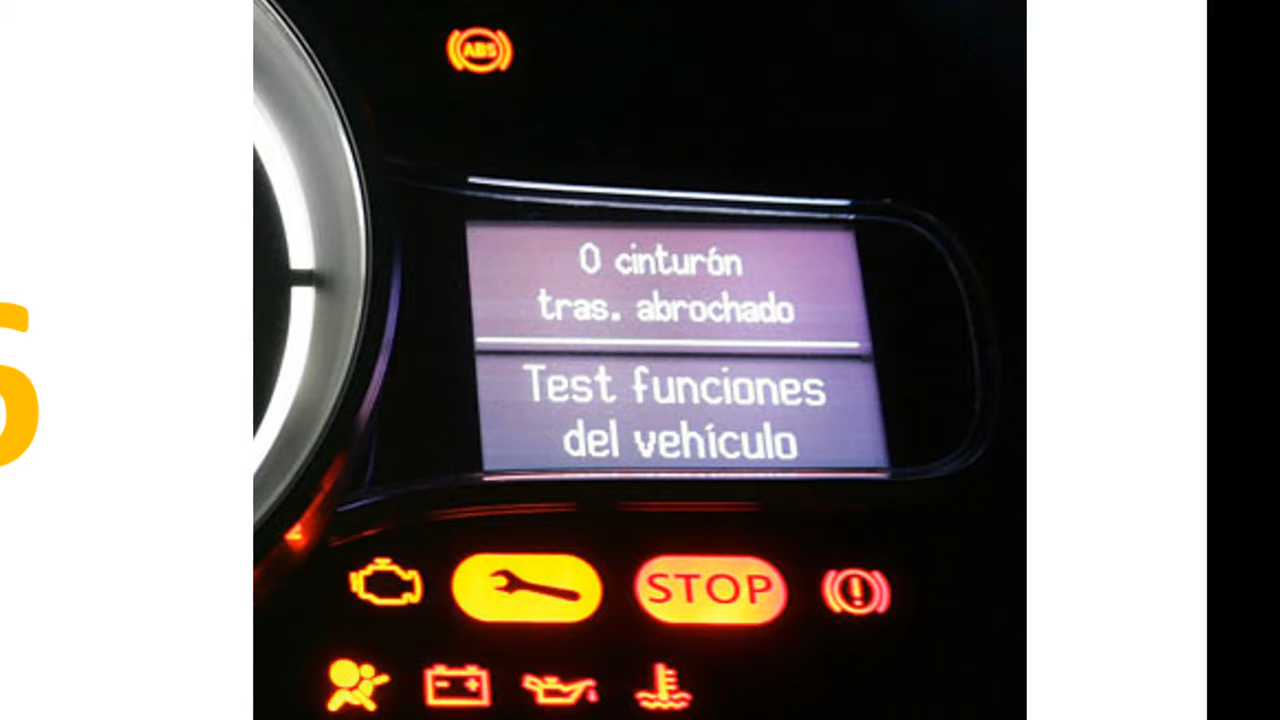 ABS
0 cinturón
tras. abrochado
Test funciones
del vehículo
STOP